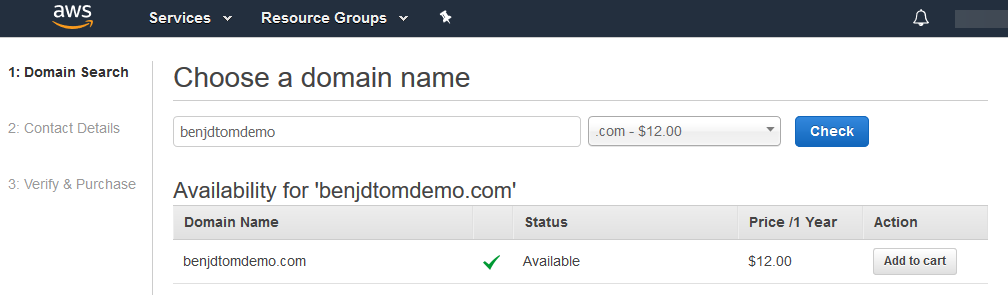 aws Services Resource Groups
1: Domain Search
Choose a domain name
2: Contact Details
benjdtomdemo .com - $12.00 Check
3: Verify & Purchase
Availability for 'benjdtomdemo.com'
Domain Name Status Price /1 Year Action
benjdtomdemo.com Available $12.00 Add to cart